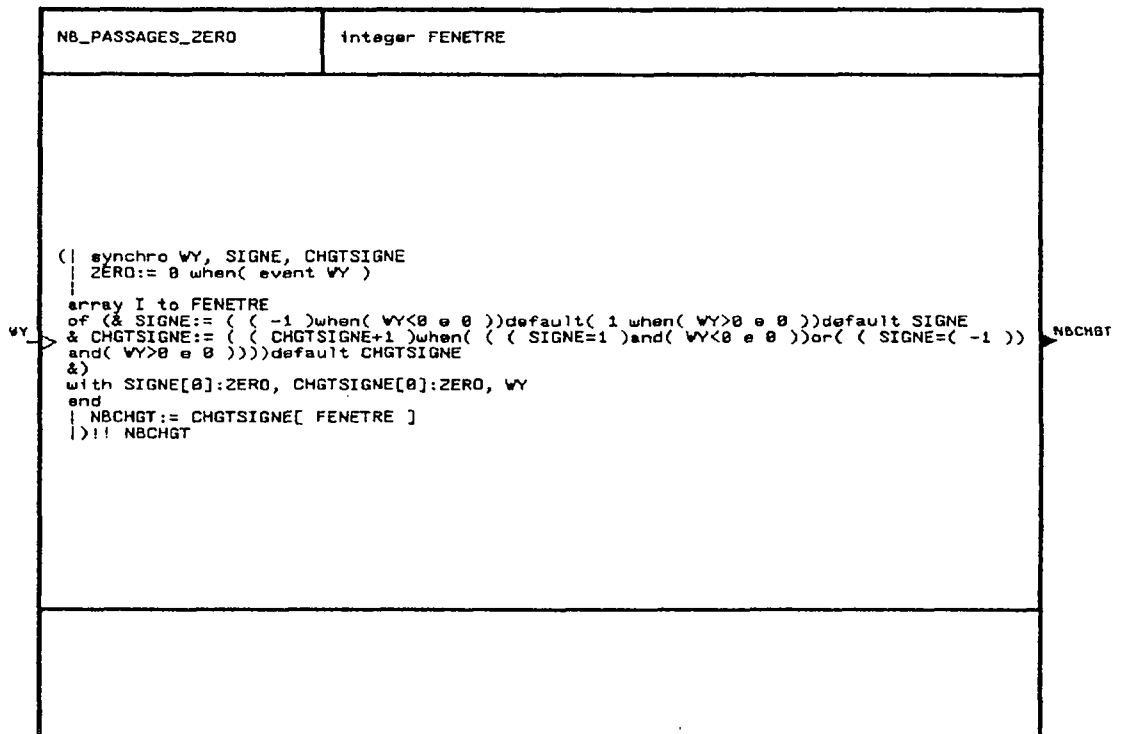 NB_PASSAGES_ZERO
integer FENETRE
(| synchro WY, SIGNE, CHGTSIGNE
| ZERO:= 0 when( event WY )
|
array I to FENETRE
of (& SIGNE:= ( ( -1 )when( WY<0 e 0 ))default( 1 when( WY>0 e 0 ))default SIGNE
& CHGTSIGNE:= ( ( CHGTSIGNE+1 )when( ( ( SIGNE=1 )and( WY<0 e 0 ))or( ( SIGNE=( -1 ))
and( WY>0 e 0 ))))default CHGTSIGNE
&)
with SIGNE[0]:ZERO, CHGTSIGNE[0]:ZERO, WY
end
| NBCHGT:= CHGTSIGNE[ FENETRE ]
|)!! NBCHGT
WY
NBCHGT